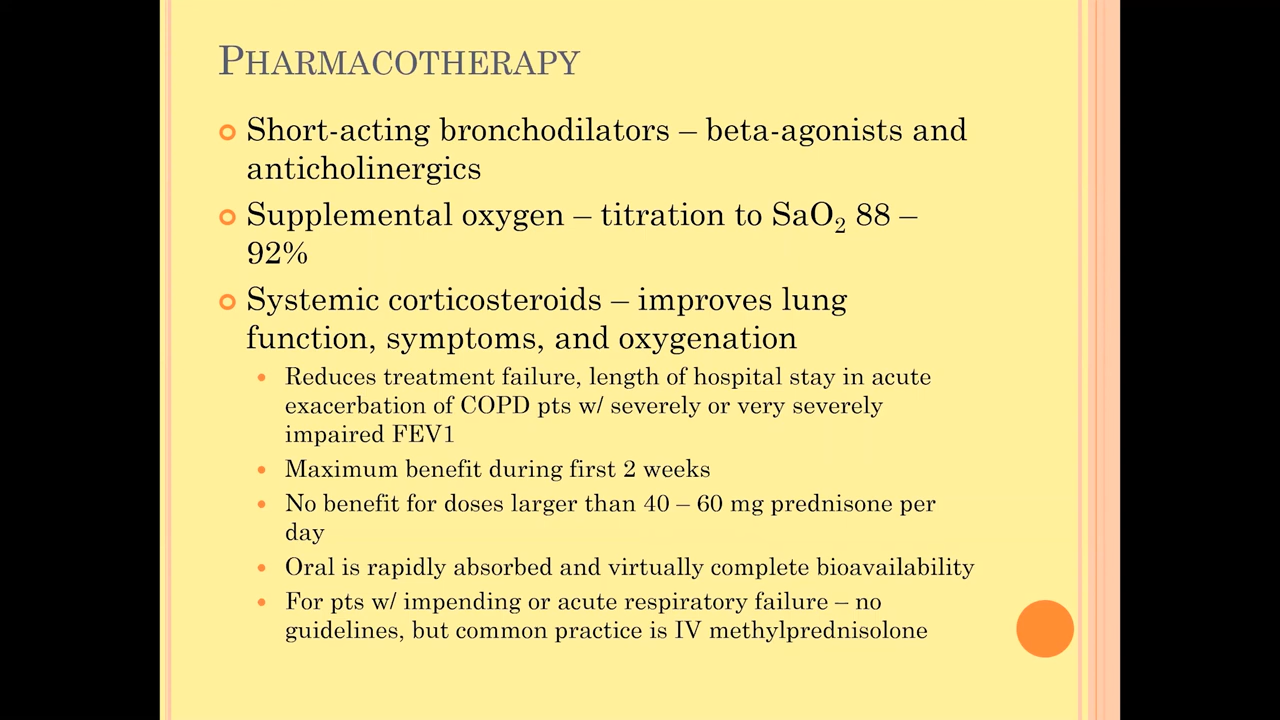 PHARMACOTHERAPY
Short-acting bronchodilators – beta-agonists and
anticholinergics
Supplemental oxygen – titration to SaO₂ 88 –
92%
Systemic corticosteroids – improves lung
function, symptoms, and oxygenation
Reduces treatment failure, length of hospital stay in acute
exacerbation of COPD pts w/ severely or very severely
impaired FEV1
Maximum benefit during first 2 weeks
No benefit for doses larger than 40 – 60 mg prednisone per
day
Oral is rapidly absorbed and virtually complete bioavailability
For pts w/ impending or acute respiratory failure – no
guidelines, but common practice is IV methylprednisolone